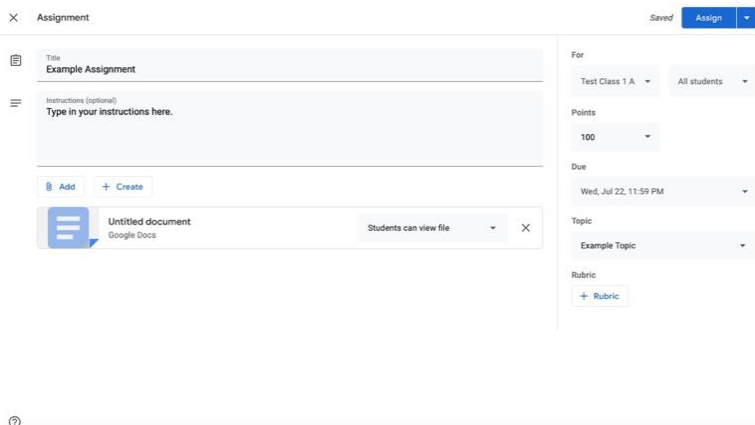 Assignment
Saved
Assign
Title
Example Assignment
Instructions (optional)
Type in your instructions here.
Add
+ Create
Untitled document
Google Docs
Students can view file
For
Test Class 1 A
All students
Points
100
Due
Wed, Jul 22, 11:59 PM
Topic
Example Topic
Rubric
+ Rubric